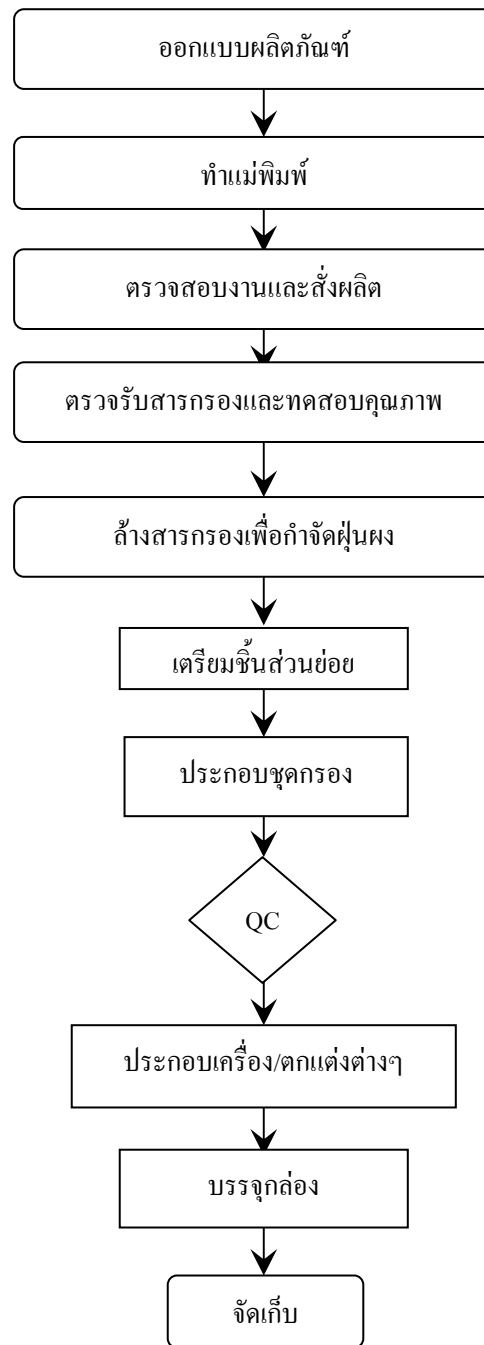 ออกแบบผลิตภัณฑ์
ทำแม่พิมพ์
ตรวจสอบงานและสั่งผลิต
ตรวจรับสารกรองและทดสอบคุณภาพ
ล้างสารกรองเพื่อกำจัดฝุ่นผง
เตรียมชิ้นส่วนย่อย
ประกอบชุดกรอง
QC
ประกอบเครื่อง/ตกแต่งต่างๆ
บรรจุกล่อง
จัดเก็บ